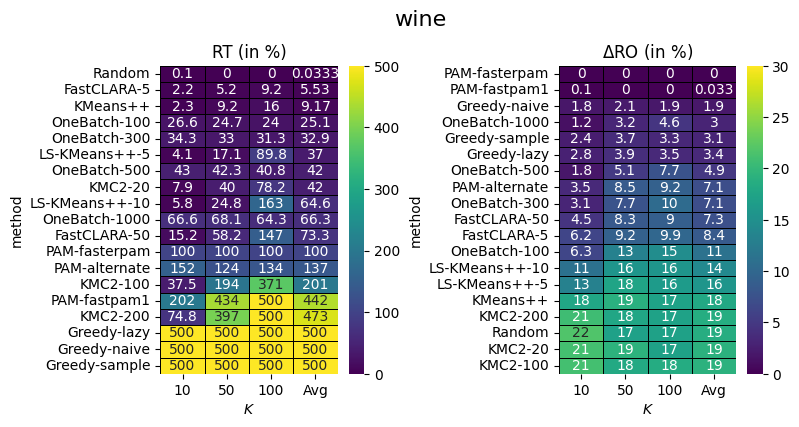 wine
RT (in %)
method
Random 0.1 0 0 0.0333
FastCLARA-5 2.2 5.2 9.2 5.53
KMeans++ 2.3 9.2 16 9.17
OneBatch-100 26.6 24.7 24 25.1
OneBatch-300 34.3 33 31.3 32.9
LS-KMeans++-5 4.1 17.1 89.8 37
OneBatch-500 43 42.3 40.8 42
KMC2-20 7.9 40 78.2 42
LS-KMeans++-10 5.8 24.8 163 64.6
OneBatch-1000 66.6 68.1 64.3 66.3
FastCLARA-50 15.2 58.2 147 73.3
PAM-fasterpam 100 100 100 100
PAM-alternate 152 124 134 137
KMC2-100 37.5 194 371 201
PAM-fastpam1 202 434 500 442
KMC2-200 74.8 397 500 473
Greedy-lazy 500 500 500 500
Greedy-naive 500 500 500 500
Greedy-sample 500 500 500 500
10 50 100 Avg
K
500
400
300
200
100
0
ΔRO (in %)
method
PAM-fasterpam 0 0 0 0
PAM-fastpam1 0.1 0 0 0.033
Greedy-naive 1.8 2.1 1.9 1.9
OneBatch-1000 1.2 3.2 4.6 3
Greedy-sample 2.4 3.7 3.3 3.1
Greedy-lazy 2.8 3.9 3.5 3.4
OneBatch-500 1.8 5.1 7.7 4.9
PAM-alternate 3.5 8.5 9.2 7.1
OneBatch-300 3.1 7.7 10 7.1
FastCLARA-50 4.5 8.3 9 7.3
FastCLARA-5 6.2 9.2 9.9 8.4
OneBatch-100 6.3 13 15 11
LS-KMeans++-10 11 16 16 14
LS-KMeans++-5 13 18 16 16
KMeans++ 18 19 17 18
KMC2-200 21 18 17 19
Random 22 17 17 19
KMC2-20 21 19 17 19
KMC2-100 21 18 18 19
10 50 100 Avg
K
30
25
20
15
10
5
0